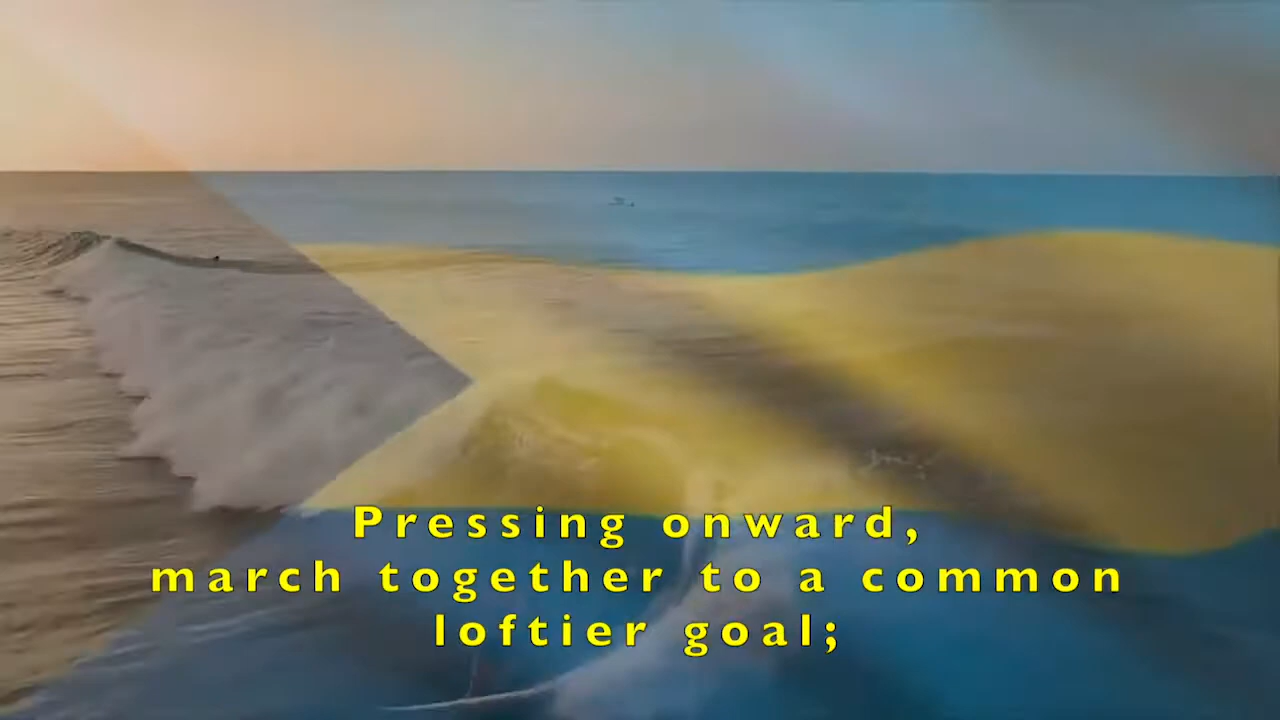 Pressing onward,
march together to a common
loftier goal;